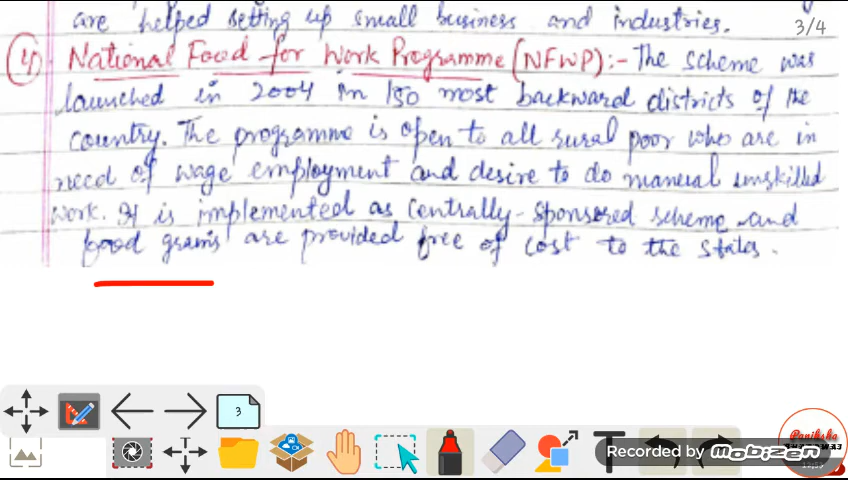 are helped setting up small business and industries.
3/4
(4) National Food for Work Programme (NFWP):- The scheme was
launched in 2004 in 150 most backward districts of the
country. The programme is open to all rural poor who are in
need of wage employment and desire to do manual unskilled
work. It is implemented as centrally-sponsored scheme and
food grains are provided free of cost to the states.
3
T
Paniksha
Recorded by mobizen